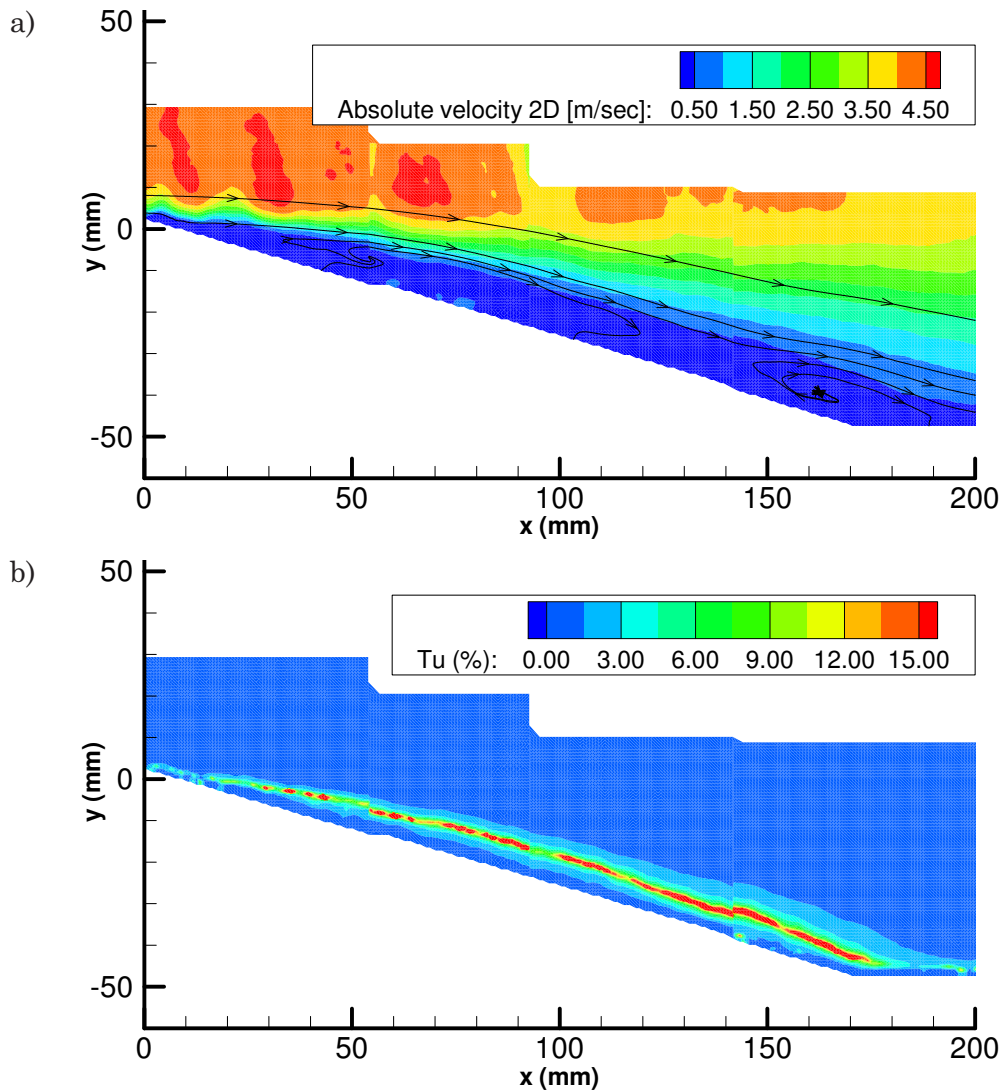 a)
50
0
-50
y (mm)
Absolute velocity 2D [m/sec]: 0.50 1.50 2.50 3.50 4.50
0 50 100 150 200
x (mm)
b)
50
0
-50
y (mm)
Tu (%): 0.00 3.00 6.00 9.00 12.00 15.00
0 50 100 150 200
x (mm)